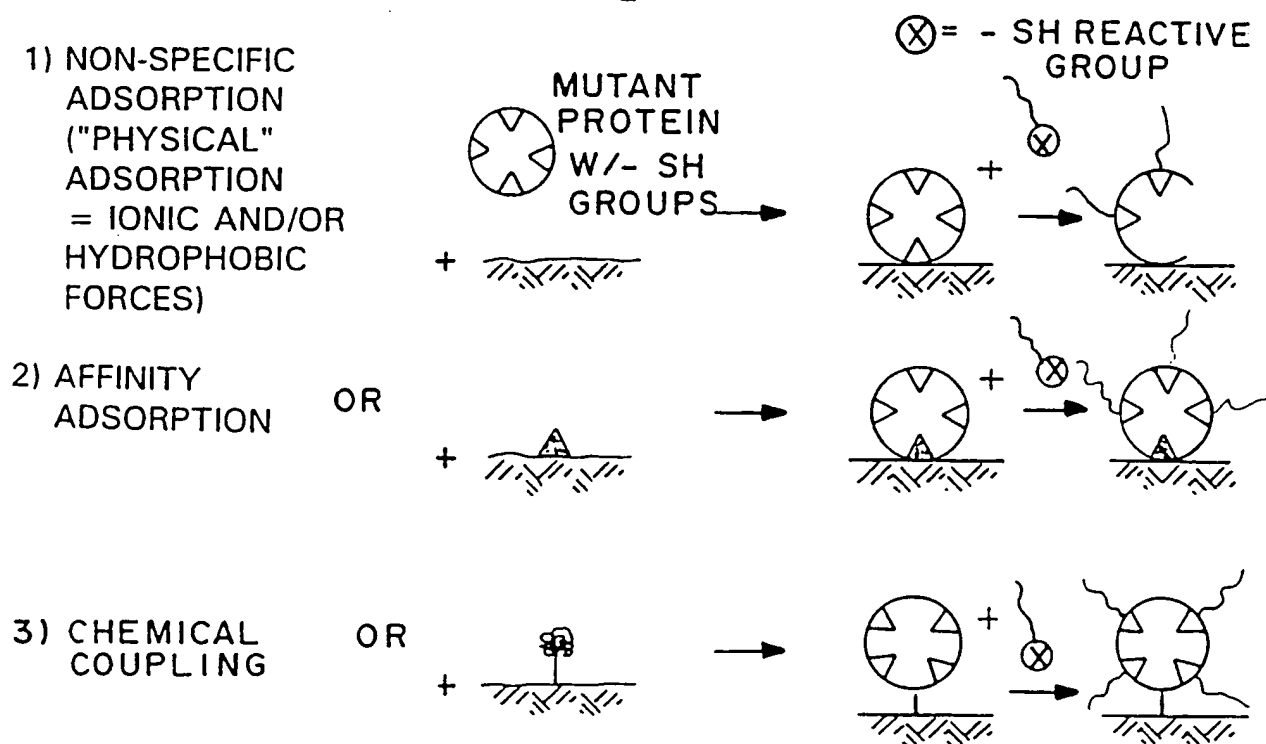 1) NON-SPECIFIC
ADSORPTION
("PHYSICAL"
ADSORPTION
= IONIC AND/OR
HYDROPHOBIC
FORCES)
MUTANT
PROTEIN
W/- SH
GROUPS
+
X = - SH REACTIVE
GROUP
+
X
2) AFFINITY
ADSORPTION
OR
+
+
X
3) CHEMICAL
COUPLING
OR
+
+
X